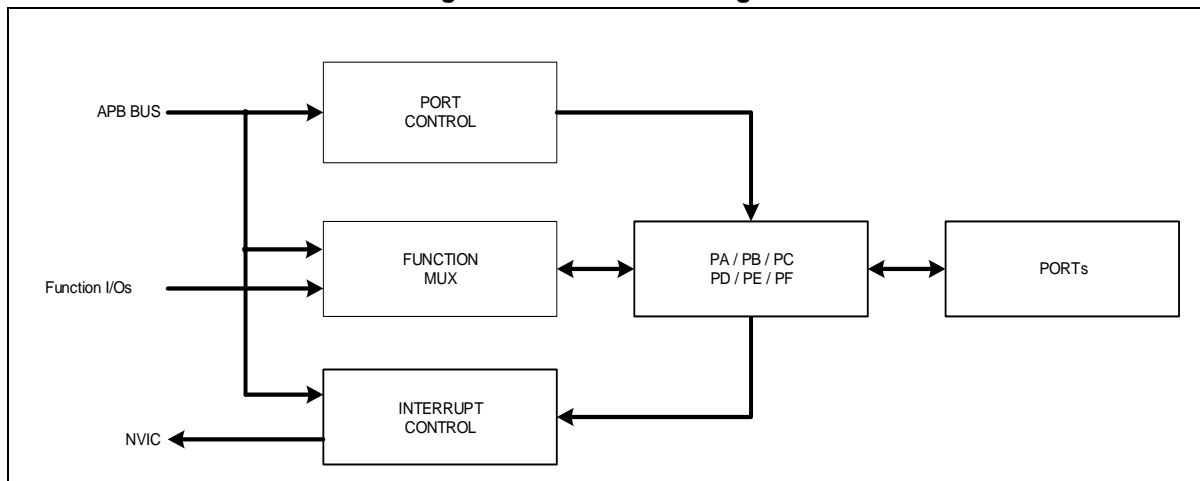 APB BUS
PORT
CONTROL
FUNCTION
MUX
PA / PB / PC
PD / PE / PF
PORTs
Function I/Os
INTERRUPT
CONTROL
NVIC